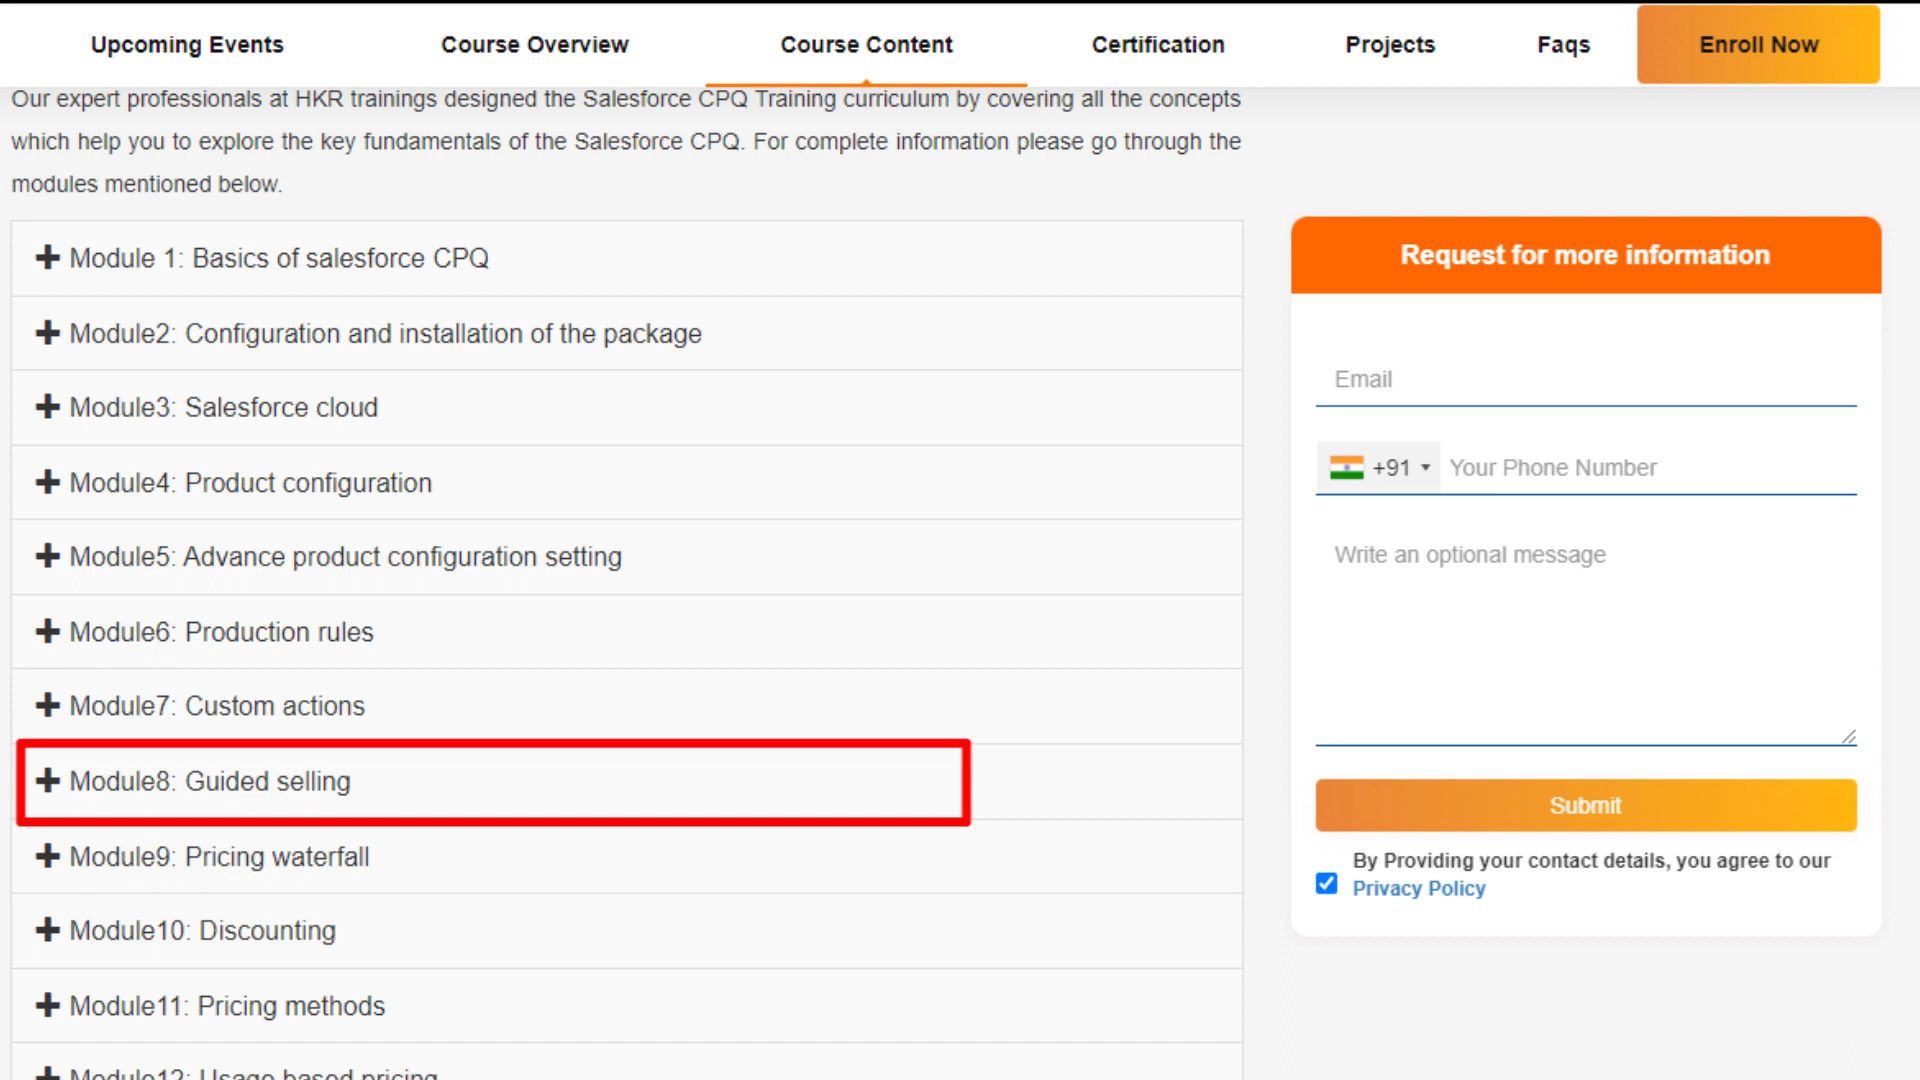 Upcoming Events
Course Overview
Course Content
Certification
Projects
Faqs
Enroll Now
Our expert professionals at HKR trainings designed the Salesforce CPQ Training curriculum by covering all the concepts
which help you to explore the key fundamentals of the Salesforce CPQ. For complete information please go through the
modules mentioned below.
Module 1: Basics of salesforce CPQ
Module2: Configuration and installation of the package
Module3: Salesforce cloud
Module4: Product configuration
Module5: Advance product configuration setting
Module6: Production rules
Module7: Custom actions
Module8: Guided selling
Module9: Pricing waterfall
Module10: Discounting
Module11: Pricing methods
Module12: Usage based pricing
Request for more information
Email
+91
Your Phone Number
Write an optional message
Submit
By Providing your contact details, you agree to our
Privacy Policy